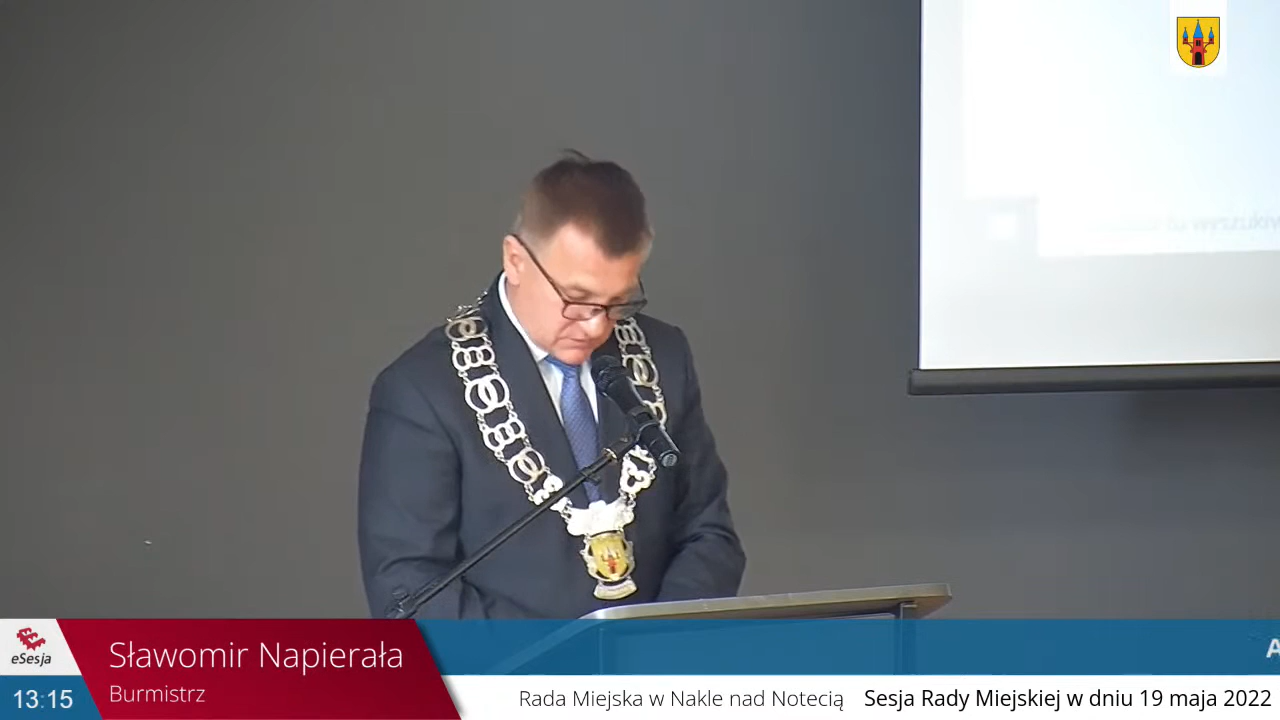 Sławomir Napierała
Burmistrz
eSesja
13:15
Rada Miejska w Nakle nad Notecią Sesja Rady Miejskiej w dniu 19 maja 2022